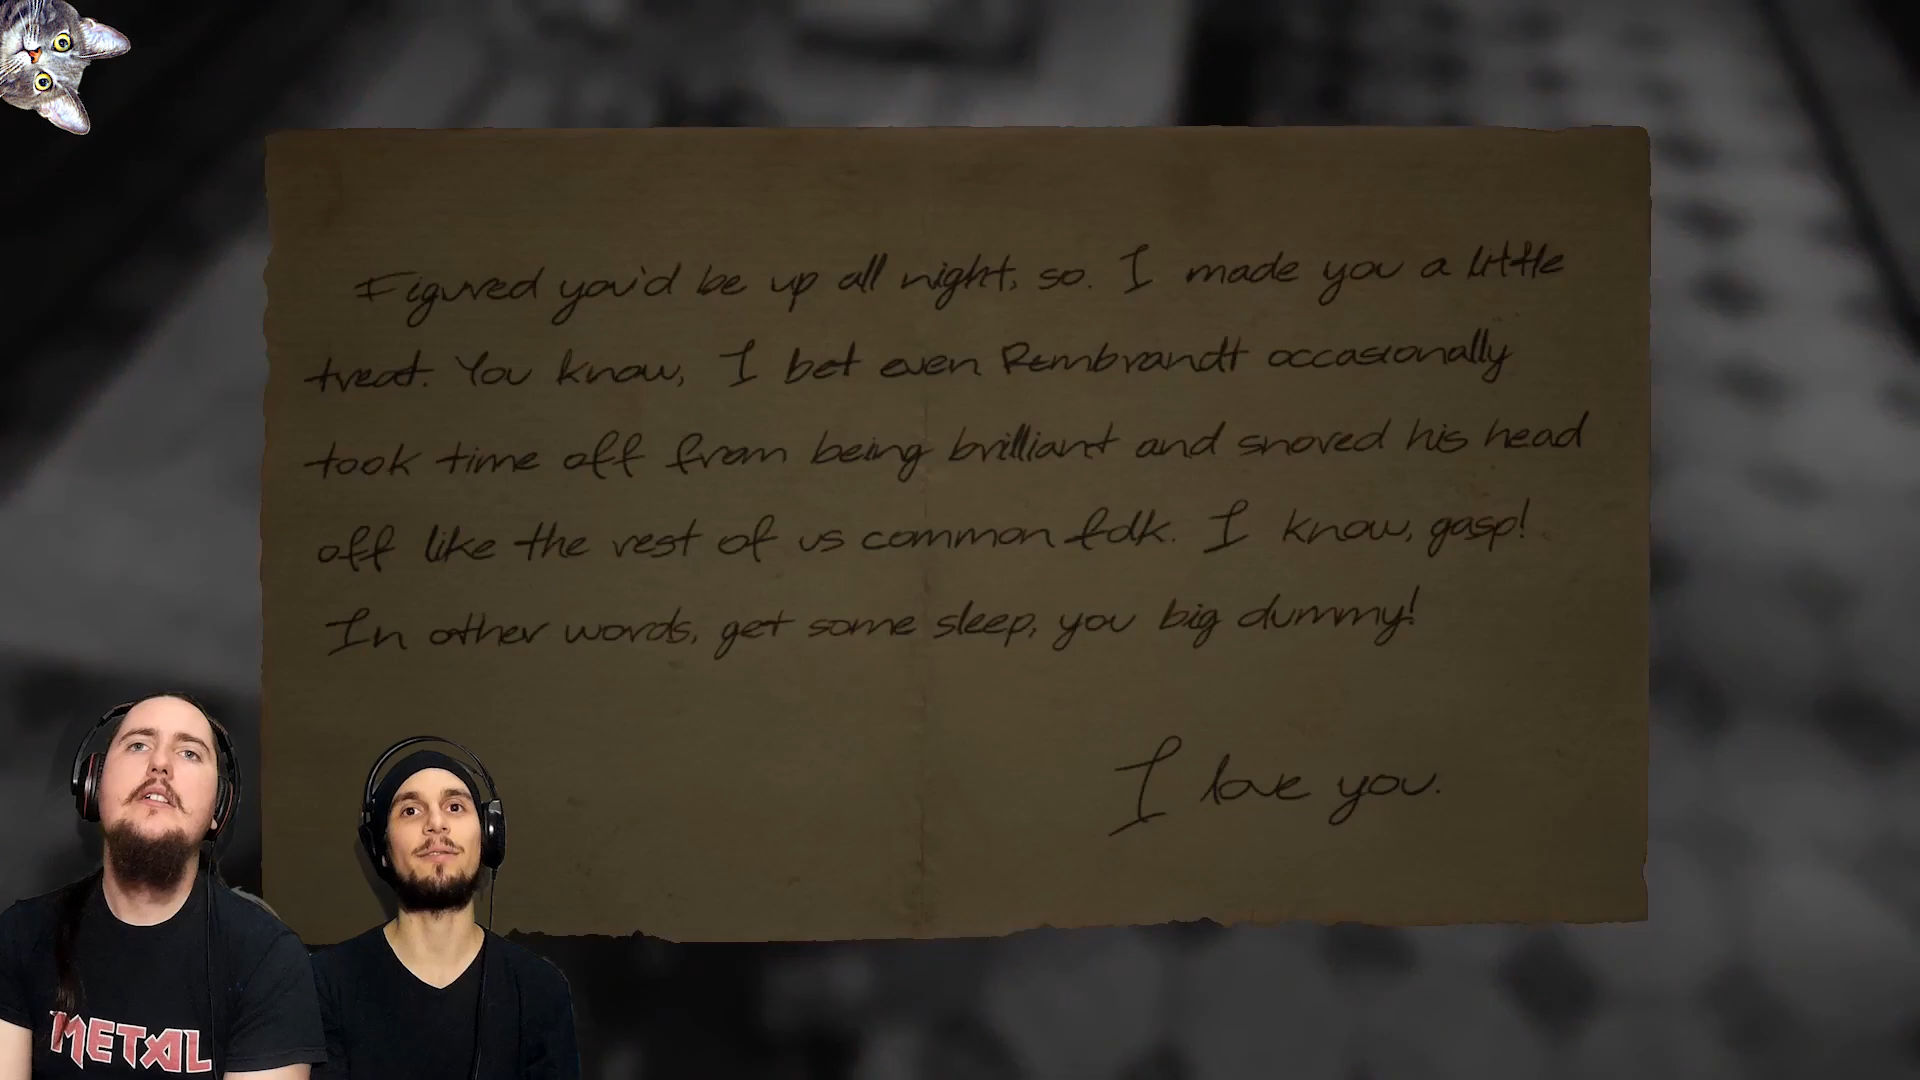 Figured you'd be up all night, so. I made you a little
treat. You know, I bet even Rembrandt occasionally
took time off from being brilliant and snored his head
off like the rest of us common folk. I know, gasp!
In other words, get some sleep, you big dummy!
I love you.
METAL